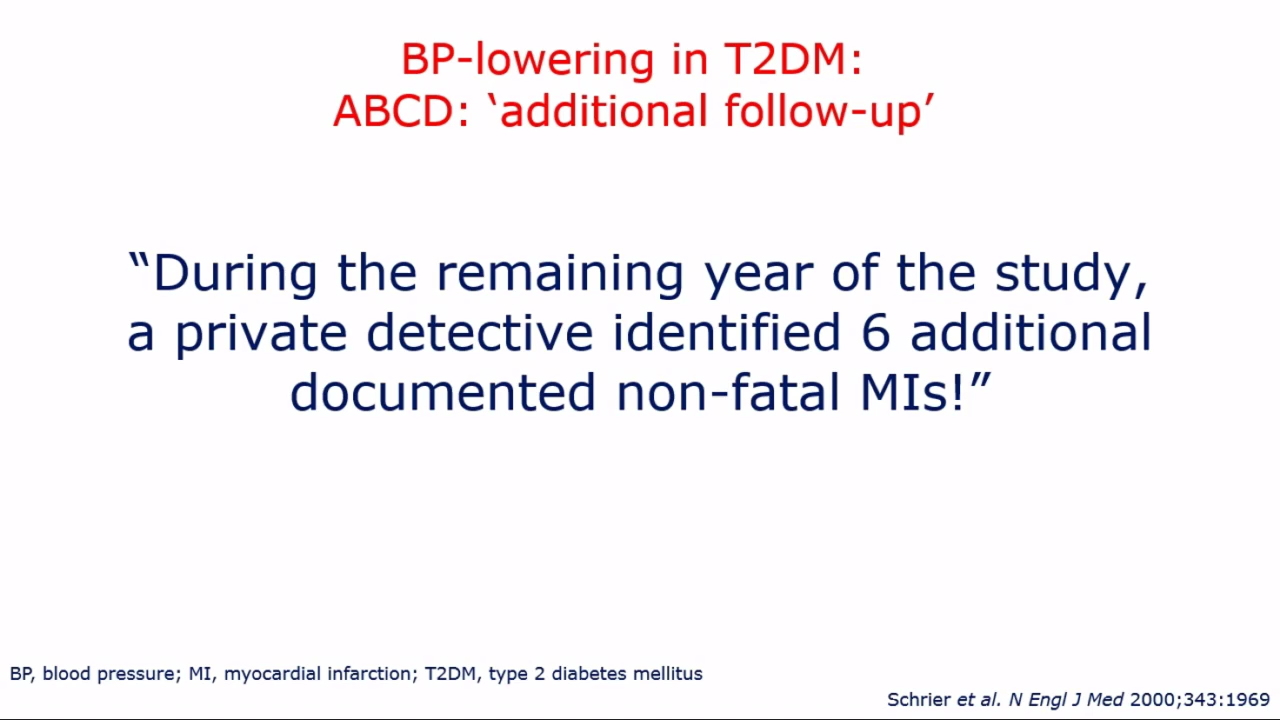 BP-lowering in T2DM:
ABCD: ‘additional follow-up’
“During the remaining year of the study,
a private detective identified 6 additional
documented non-fatal MIs!”
BP, blood pressure; MI, myocardial infarction; T2DM, type 2 diabetes mellitus
Schrier et al. N Engl J Med 2000;343:1969